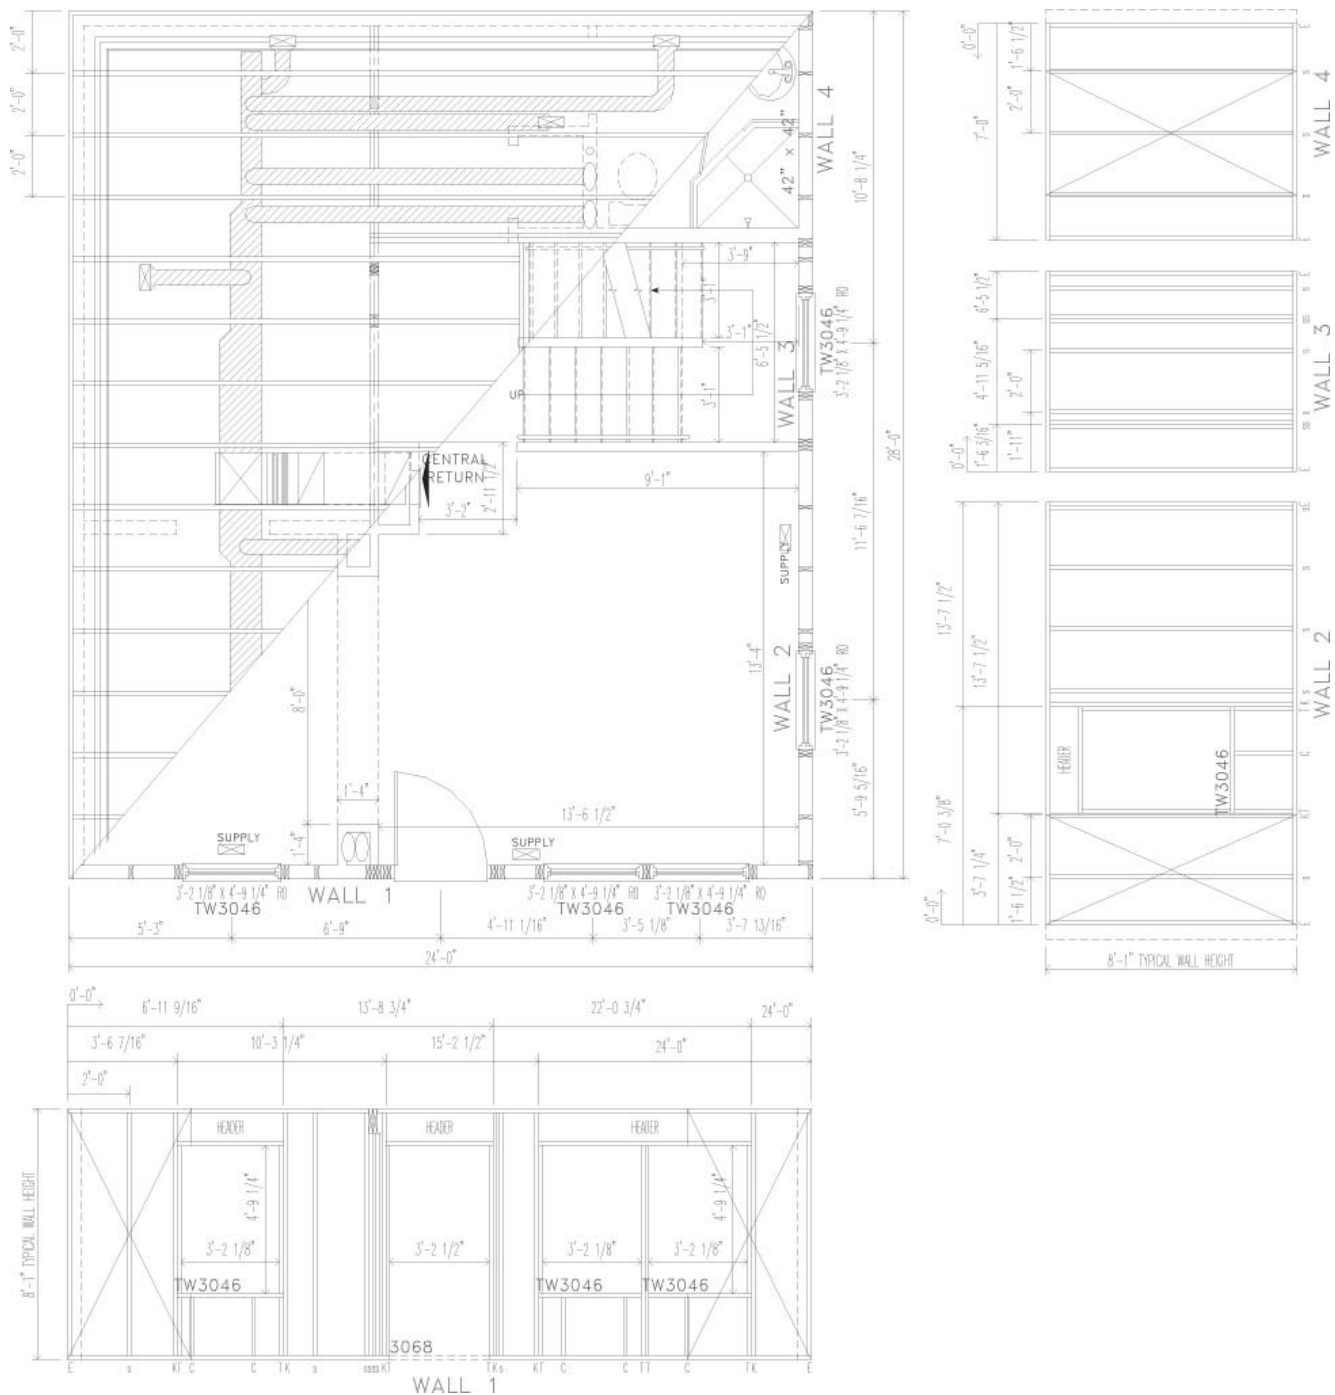 2'-0"
2'-0"
2'-0"
42" x 42"
WALL 4
10'-8 1/4"
3'-9"
3'-1"
3'-1"
6'-5 1/2"
3'-1"
UP
WALL 3
TW3046
3'-2 1/8" X 4'-9 1/4" RO
28'-0"
CENTRAL
RETURN
2'-11 1/2"
3'-2"
9'-1"
11'-6 7/16"
SUPPLY
13'-4"
WALL 2
TW3046
3'-2 1/8" X 4'-9 1/4" RO
8'-0"
5'-9 5/16"
1'-4"
13'-6 1/2"
1'-4"
SUPPLY
SUPPLY
3'-2 1/8" X 4'-9 1/4" RO
TW3046
WALL 1
3'-2 1/8" X 4'-9 1/4" RO
TW3046
3'-2 1/8" X 4'-9 1/4" RO
TW3046
5'-3"
6'-9"
4'-11 1/16"
3'-5 1/8"
3'-7 13/16"
24'-0"
0'-0"
1'-6 1/2"
2'-0"
7'-0"
E
S
S
E
WALL 4
6'-5 1/2"
4'-11 5/16"
2'-0"
0'-0"
1'-6 3/16"
1'-11"
E
S
SS
S
SS
E
WALL 3
13'-7 1/2"
13'-7 1/2"
7'-0 3/8"
3'-7 1/4"
2'-0"
1'-6 1/2"
0'-0"
HEADER
TW3046
S
S
T K S
C
KT
S
E
WALL 2
8'-1" TYPICAL WALL HEIGHT
0'-0"
6'-11 9/16"
13'-8 3/4"
22'-0 3/4"
24'-0"
3'-6 7/16"
10'-3 1/4"
15'-2 1/2"
24'-0"
2'-0"
HEADER
HEADER
HEADER
8'-1" TYPICAL WALL HEIGHT
4'-9 1/4"
4'-9 1/4"
3'-2 1/8"
3'-2 1/2"
3'-2 1/8"
3'-2 1/8"
TW3046
TW3046
TW3046
3068
E S KT C C T K S SSSS KT T K S KT C C T T C T K E
WALL 1